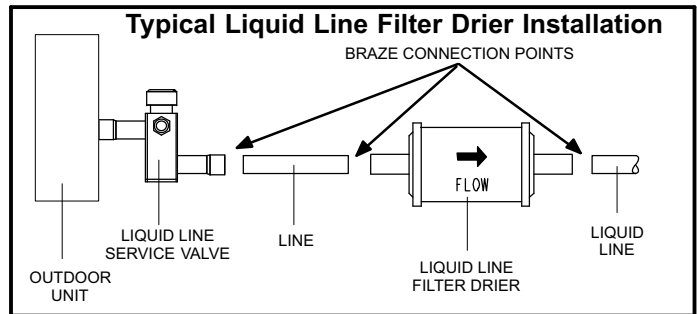 Typical Liquid Line Filter Drier Installation
BRAZE CONNECTION POINTS
FLOW
LIQUID LINE
SERVICE VALVE
LINE
LIQUID
LINE
OUTDOOR
UNIT
LIQUID LINE
FILTER DRIER